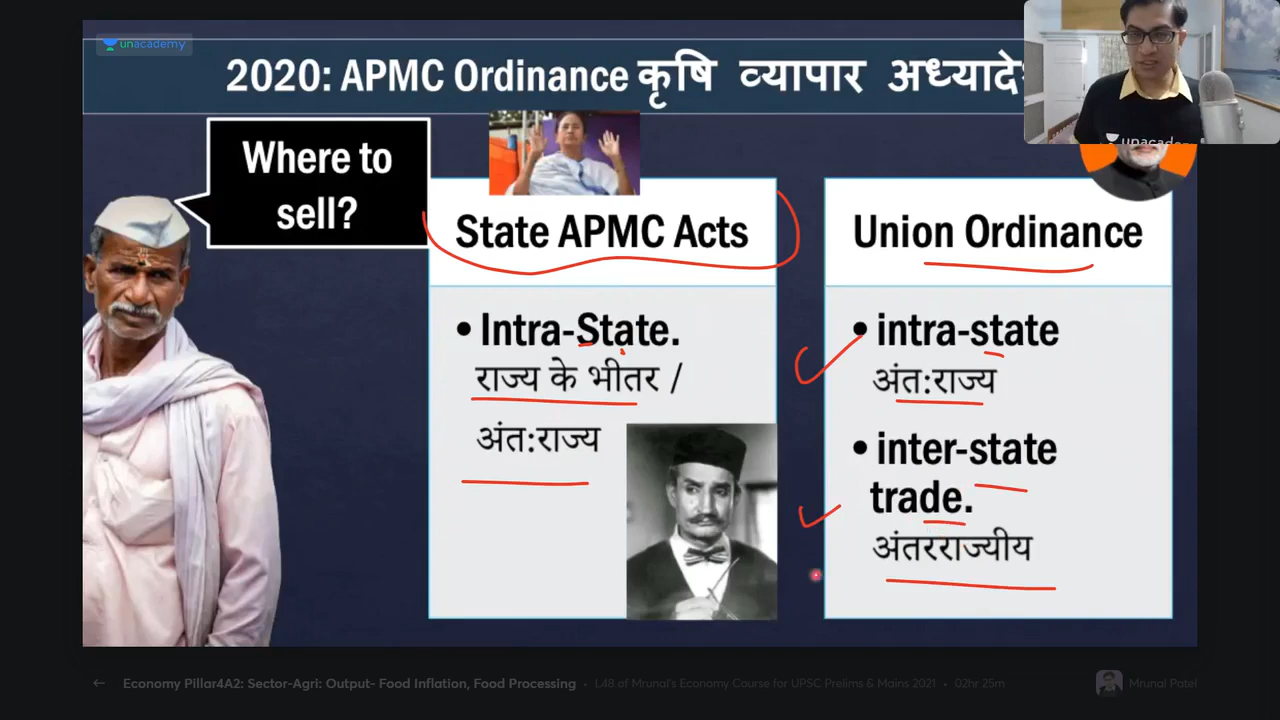 unacademy
2020: APMC Ordinance कृषि व्यापार
Where to
sell?
State APMC Acts
• Intra-State.
राज्य के भीतर /
अंत:राज्य
Union Ordinance
• intra-state
अंत:राज्य
• inter-state
trade.
अंतरराज्यीय
unacademy
← Economy Pillar4A2: Sector-Agri: Output- Food Inflation, Food Processing • L48 of Mrunal's Economy Course for UPSC Prelims & Mains 2021 • 02hr 25m
Mrunal Patel